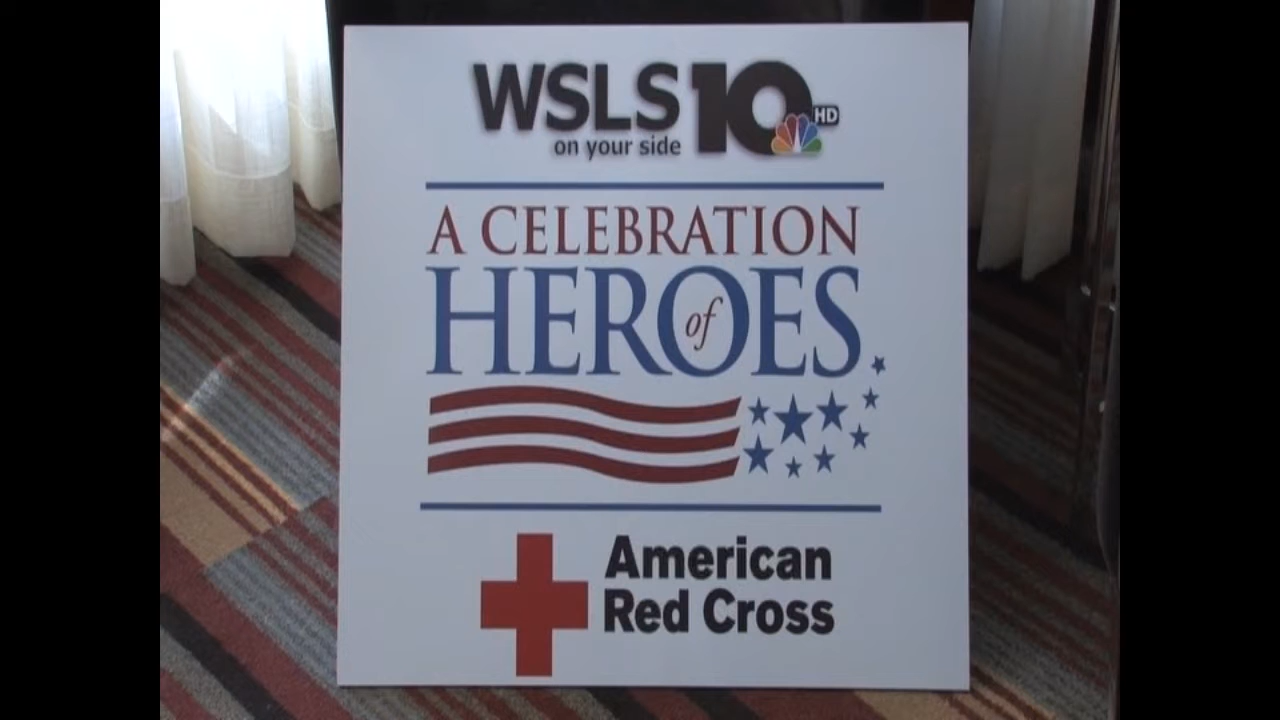 WSLS 10 HD
on your side
A CELEBRATION
of
HEROES
American
Red Cross